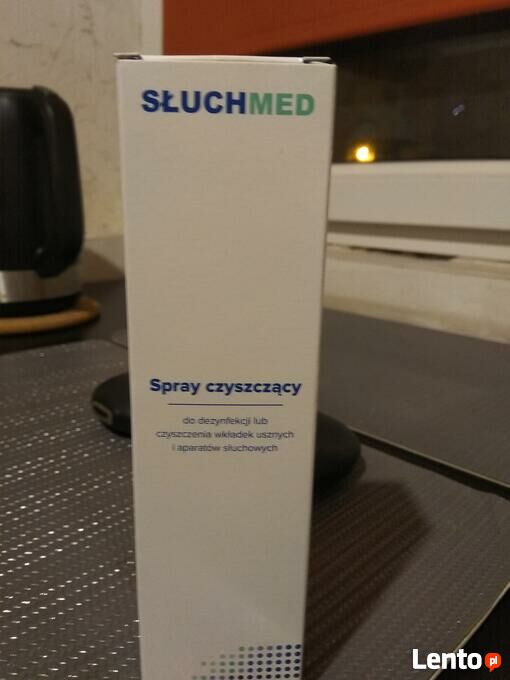 SŁUCHMED
Spray czyszczący
do dezynfekcji lub
czyszczenia wkładek usznych
i aparatów słuchowych
Lento pl